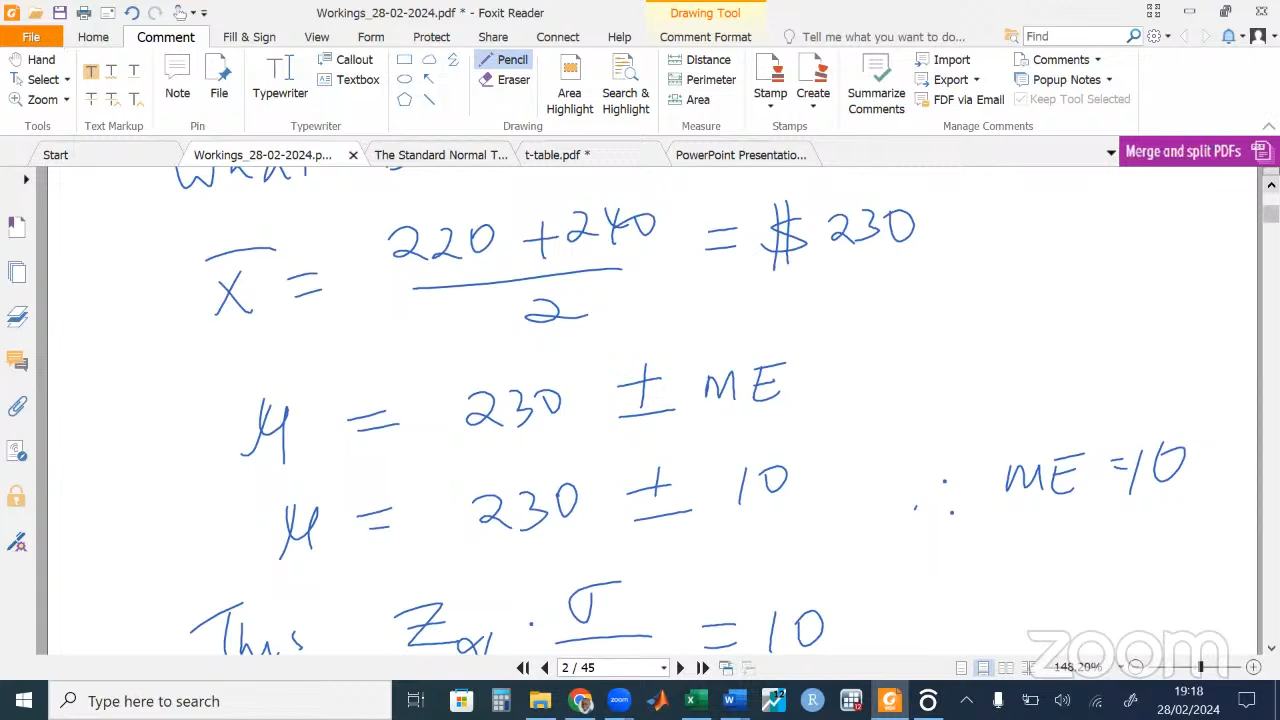 Workings_28-02-2024.pdf * - Foxit Reader
Drawing Tool
File Home Comment Fill & Sign View Form Protect Share Connect Help Comment Format Tell me what you want to do... Find
Hand Callout Pencil Distance Import Comments
Select Textbox Eraser Perimeter Export Popup Notes
Zoom Note File Typewriter Area Highlight Search & Highlight Area Stamp Create Summarize Comments FDF via Email Keep Tool Selected
Tools Text Markup Pin Typewriter Drawing Measure Stamps Manage Comments
Start Workings_28-02-2024.p... The Standard Normal T... t-table.pdf * PowerPoint Presentatio... Merge and split PDFs
What
x̄ = (220 + 240) / 2 = $ 230
μ = 230 ± ME
μ = 230 ± 10 ∴ ME = 10
Thus Zα/ · σ = 10
zoom
2 / 45 148.20%
Type here to search
19:18
28/02/2024